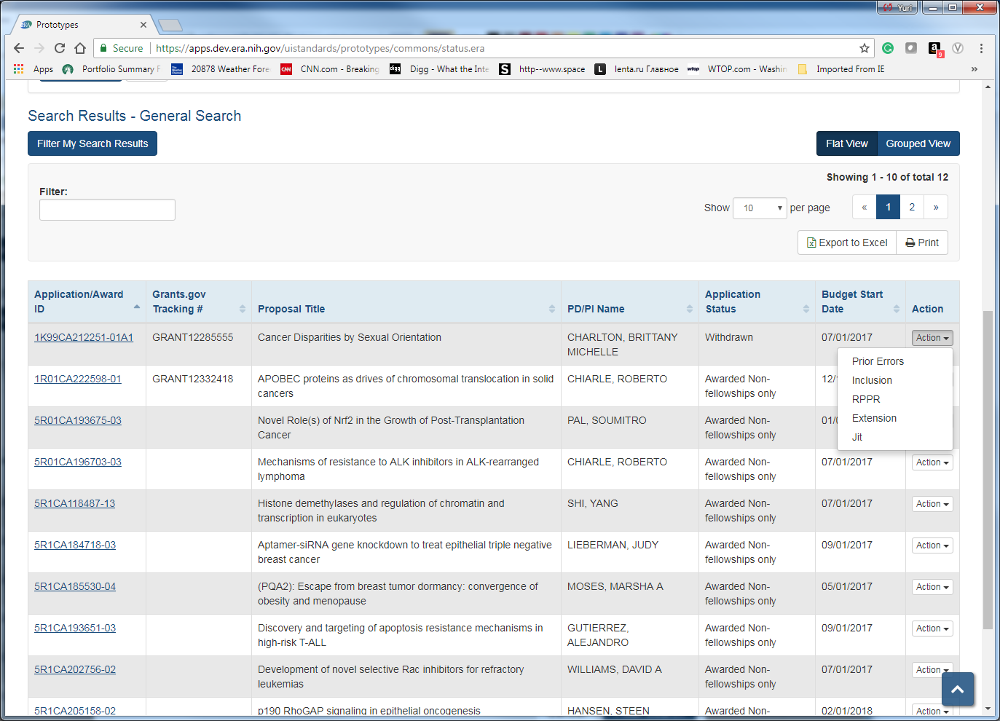 Yuri
Prototypes
Secure https://apps.dev.era.nih.gov/uistandards/prototypes/commons/status.era
Apps Portfolio Summary F 20878 Weather Fore CNN.com - Breaking Digg - What the Inte http--www.space lenta.ru Главное WTOP.com - Washin Imported From IE »
Search Results - General Search
Filter My Search Results Flat View Grouped View
Showing 1 - 10 of total 12
Filter:
Show 10 per page « 1 2 »
Export to Excel Print
Application/Award ID Grants.gov Tracking # Proposal Title PD/PI Name Application Status Budget Start Date Action
1K99CA212251-01A1 GRANT12285555 Cancer Disparities by Sexual Orientation CHARLTON, BRITTANY MICHELLE Withdrawn 07/01/2017 Action
Prior Errors
Inclusion
RPPR
Extension
Jit
1R01CA222598-01 GRANT12332418 APOBEC proteins as drives of chromosomal translocation in solid cancers CHIARLE, ROBERTO Awarded Non-fellowships only 12/
5R01CA193675-03 Novel Role(s) of Nrf2 in the Growth of Post-Transplantation Cancer PAL, SOUMITRO Awarded Non-fellowships only 01/
5R01CA196703-03 Mechanisms of resistance to ALK inhibitors in ALK-rearranged lymphoma CHIARLE, ROBERTO Awarded Non-fellowships only 07/01/2017 Action
5R1CA118487-13 Histone demethylases and regulation of chromatin and transcription in eukaryotes SHI, YANG Awarded Non-fellowships only 07/01/2017 Action
5R1CA184718-03 Aptamer-siRNA gene knockdown to treat epithelial triple negative breast cancer LIEBERMAN, JUDY Awarded Non-fellowships only 09/01/2017 Action
5R1CA185530-04 (PQA2): Escape from breast tumor dormancy: convergence of obesity and menopause MOSES, MARSHA A Awarded Non-fellowships only 05/01/2017 Action
5R1CA193651-03 Discovery and targeting of apoptosis resistance mechanisms in high-risk T-ALL GUTIERREZ, ALEJANDRO Awarded Non-fellowships only 09/01/2017 Action
5R1CA202756-02 Development of novel selective Rac inhibitors for refractory leukemias WILLIAMS, DAVID A Awarded Non-fellowships only 07/01/2017 Action
5R1CA205158-02 p190 RhoGAP signaling in epithelial oncogenesis HANSEN, STEEN Awarded Non- 02/01/2018 Action